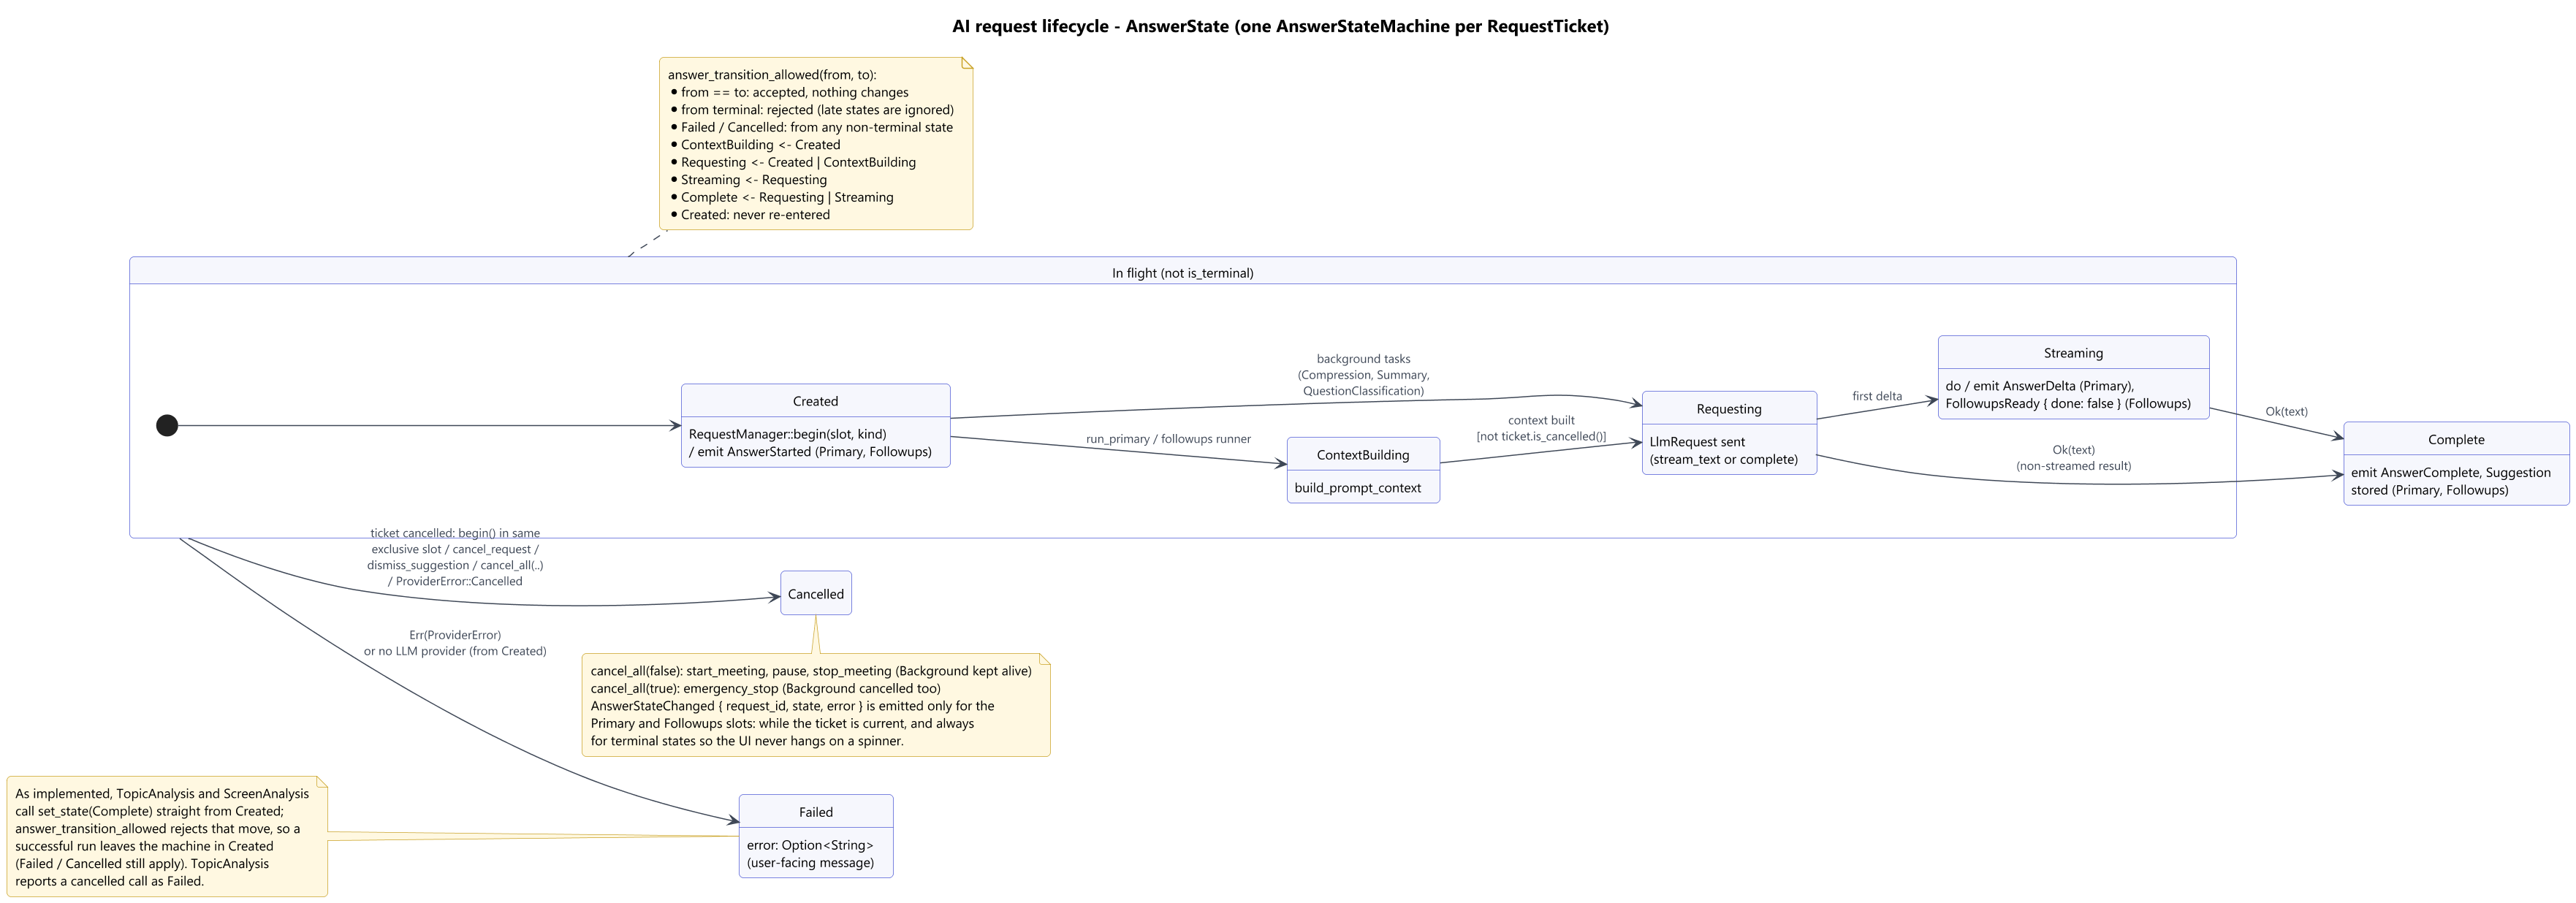 AI request lifecycle - AnswerState (one AnswerStateMachine per RequestTicket)
answer_transition_allowed(from, to):
• from == to: accepted, nothing changes
• from terminal: rejected (late states are ignored)
• Failed / Cancelled: from any non-terminal state
• ContextBuilding <- Created
• Requesting <- Created | ContextBuilding
• Streaming <- Requesting
• Complete <- Requesting | Streaming
• Created: never re-entered
In flight (not is_terminal)
Created
RequestManager::begin(slot, kind)
/ emit AnswerStarted (Primary, Followups)
background tasks
(Compression, Summary,
QuestionClassification)
run_primary / followups runner
ContextBuilding
build_prompt_context
context built
[not ticket.is_cancelled()]
Requesting
LlmRequest sent
(stream_text or complete)
first delta
Streaming
do / emit AnswerDelta (Primary),
FollowupsReady { done: false } (Followups)
Ok(text)
Ok(text)
(non-streamed result)
Complete
emit AnswerComplete, Suggestion
stored (Primary, Followups)
ticket cancelled: begin() in same
exclusive slot / cancel_request /
dismiss_suggestion / cancel_all(..)
/ ProviderError::Cancelled
Cancelled
Err(ProviderError)
or no LLM provider (from Created)
cancel_all(false): start_meeting, pause, stop_meeting (Background kept alive)
cancel_all(true): emergency_stop (Background cancelled too)
AnswerStateChanged { request_id, state, error } is emitted only for the
Primary and Followups slots: while the ticket is current, and always
for terminal states so the UI never hangs on a spinner.
As implemented, TopicAnalysis and ScreenAnalysis
call set_state(Complete) straight from Created;
answer_transition_allowed rejects that move, so a
successful run leaves the machine in Created
(Failed / Cancelled still apply). TopicAnalysis
reports a cancelled call as Failed.
Failed
error: Option<String>
(user-facing message)